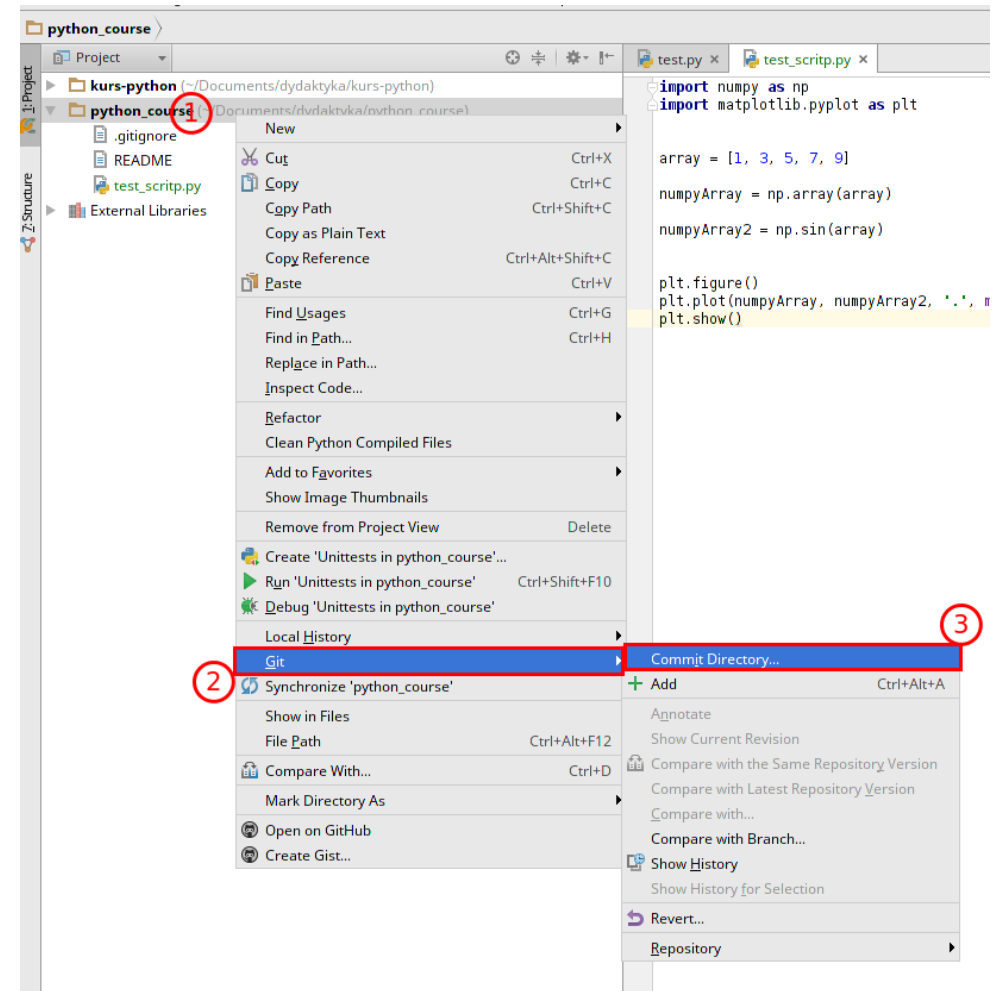 python_course
Project
test.py
test_scritp.py
1: Project
7: Structure
kurs-python (~/Documents/dydaktyka/kurs-python)
python_course (~/Documents/dydaktyka/python_course)
1
.gitignore
README
test_scritp.py
External Libraries
New
Cut Ctrl+X
Copy Ctrl+C
Copy Path Ctrl+Shift+C
Copy as Plain Text
Copy Reference Ctrl+Alt+Shift+C
Paste Ctrl+V
Find Usages Ctrl+G
Find in Path... Ctrl+H
Replace in Path...
Inspect Code...
Refactor
Clean Python Compiled Files
Add to Favorites
Show Image Thumbnails
Remove from Project View Delete
Create 'Unittests in python_course'...
Run 'Unittests in python_course' Ctrl+Shift+F10
Debug 'Unittests in python_course'
Local History
Git
2
Synchronize 'python_course'
Show in Files
File Path Ctrl+Alt+F12
Compare With... Ctrl+D
Mark Directory As
Open on GitHub
Create Gist...
import numpy as np
import matplotlib.pyplot as plt
array = [1, 3, 5, 7, 9]
numpyArray = np.array(array)
numpyArray2 = np.sin(array)
plt.figure()
plt.plot(numpyArray, numpyArray2, '.',
plt.show()
3
Commit Directory...
Add Ctrl+Alt+A
Annotate
Show Current Revision
Compare with the Same Repository Version
Compare with Latest Repository Version
Compare with...
Compare with Branch...
Show History
Show History for Selection
Revert...
Repository